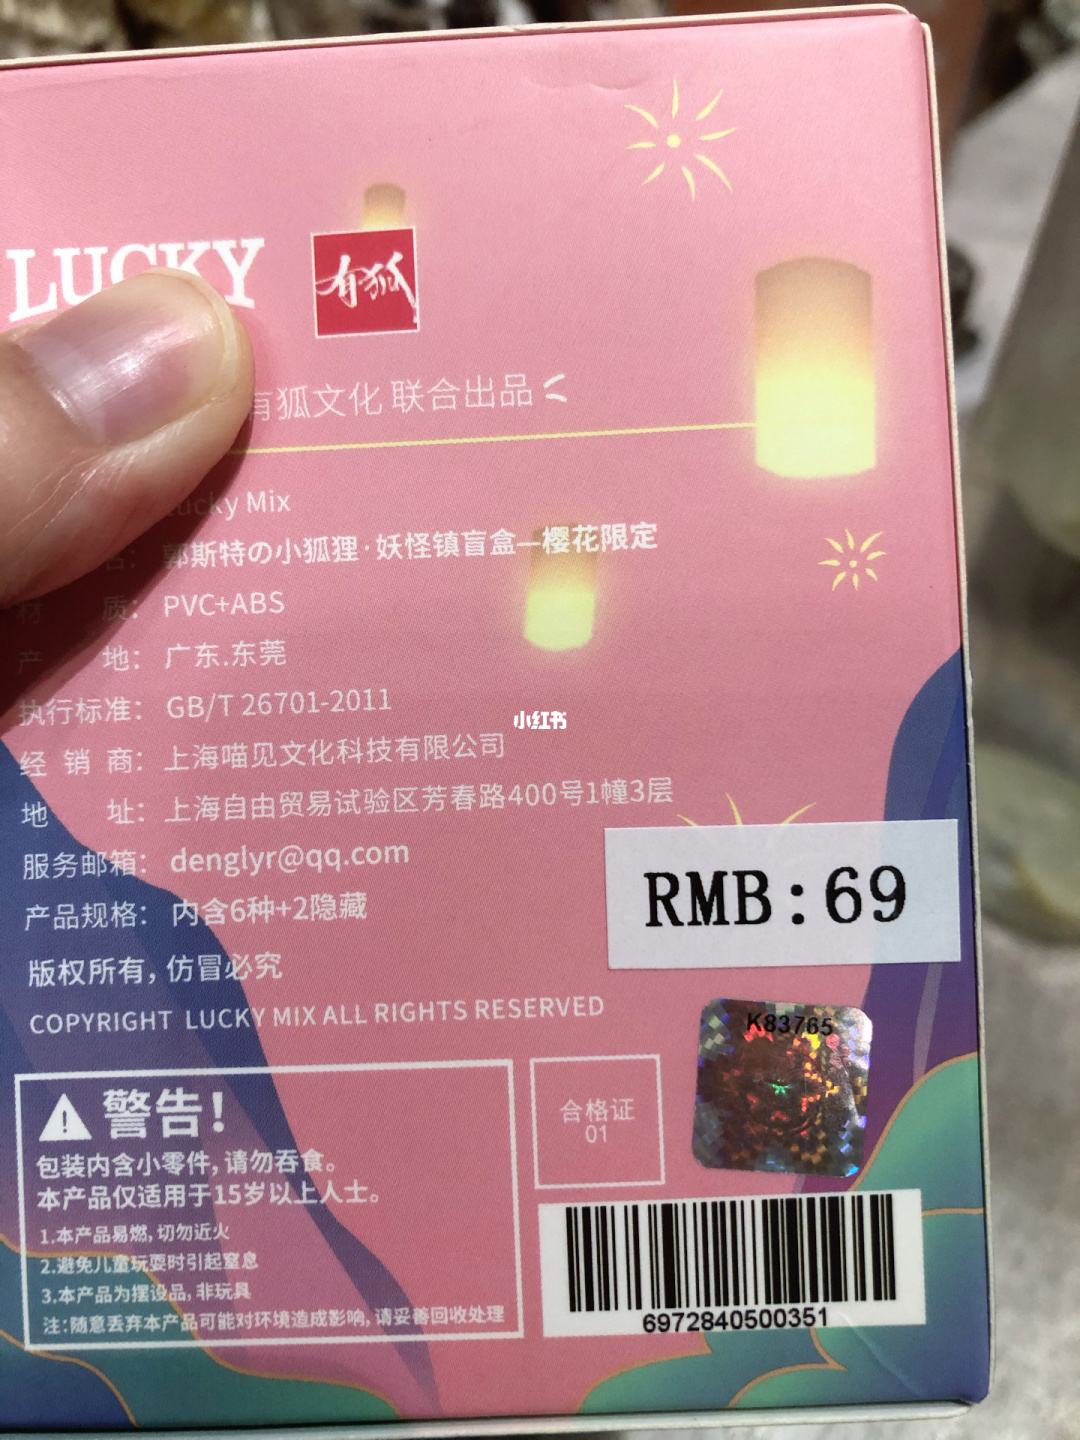 LUCKY
有狐
有狐文化 联合出品
Lucky Mix
名: 郭斯特の小狐狸·妖怪镇盲盒—樱花限定
材 质: PVC+ABS
产 地: 广东.东莞
执行标准: GB/T 26701-2011
经 销 商: 上海喵见文化科技有限公司
地 址: 上海自由贸易试验区芳春路400号1幢3层
服务邮箱: denglyr@qq.com
产品规格: 内含6种+2隐藏
版权所有, 仿冒必究
COPYRIGHT LUCKY MIX ALL RIGHTS RESERVED
小红书
RMB:69
K83765
警告!
包装内含小零件, 请勿吞食。
本产品仅适用于15岁以上人士。
1.本产品易燃, 切勿近火
2.避免儿童玩耍时引起窒息
3.本产品为摆设品, 非玩具
注:随意丢弃本产品可能对环境造成影响, 请妥善回收处理
合格证
01
6972840500351